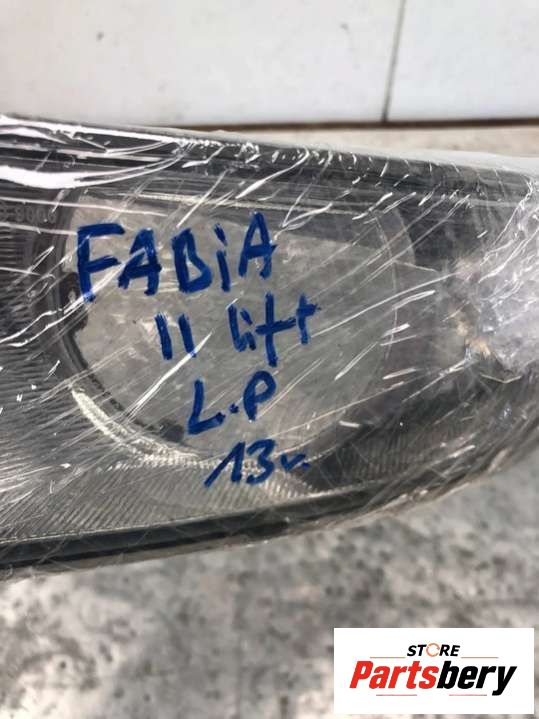 FABiA
II lift
L.P
13r.
STORE
Partsbery